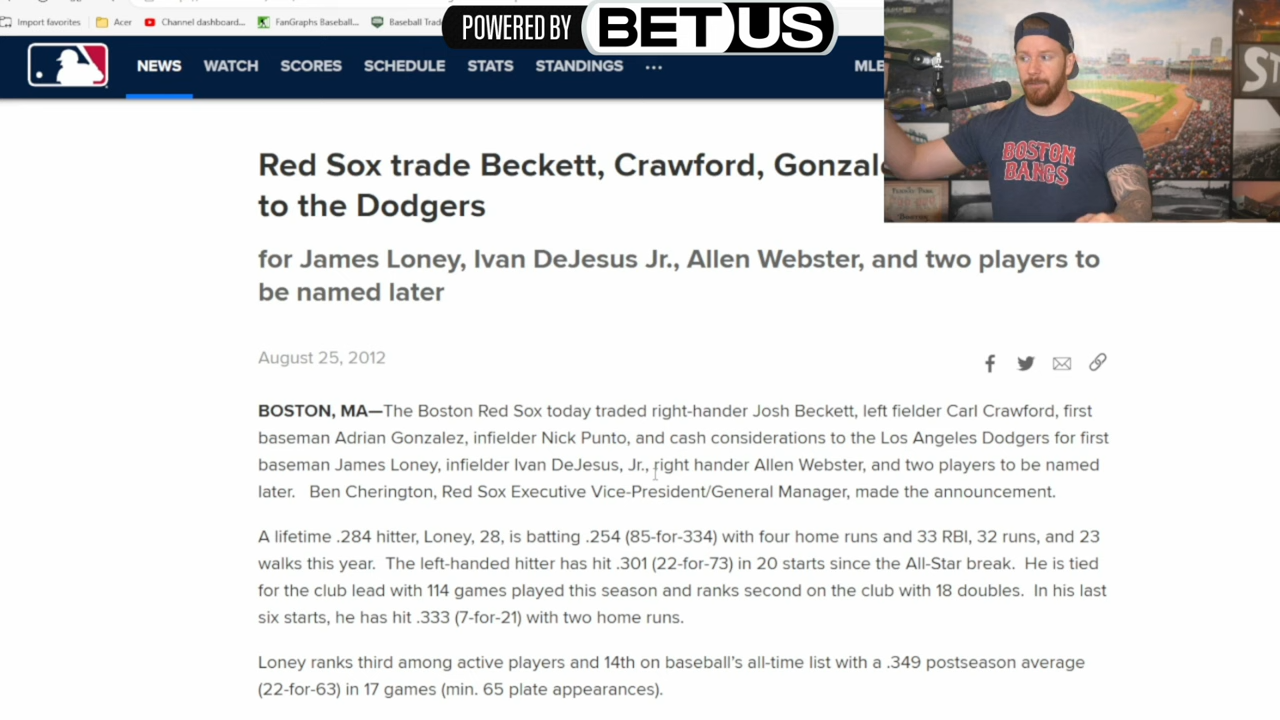 POWERED BY BETUS
Import favorites Acer Channel dashboard... FanGraphs Baseball... Baseball Trad
NEWS WATCH SCORES SCHEDULE STATS STANDINGS ... MLB
BOSTON
BANGS
Red Sox trade Beckett, Crawford, Gonzale
to the Dodgers
for James Loney, Ivan DeJesus Jr., Allen Webster, and two players to
be named later
August 25, 2012
BOSTON, MA—The Boston Red Sox today traded right-hander Josh Beckett, left fielder Carl Crawford, first
baseman Adrian Gonzalez, infielder Nick Punto, and cash considerations to the Los Angeles Dodgers for first
baseman James Loney, infielder Ivan DeJesus, Jr., right hander Allen Webster, and two players to be named
later. Ben Cherington, Red Sox Executive Vice-President/General Manager, made the announcement.
A lifetime .284 hitter, Loney, 28, is batting .254 (85-for-334) with four home runs and 33 RBI, 32 runs, and 23
walks this year. The left-handed hitter has hit .301 (22-for-73) in 20 starts since the All-Star break. He is tied
for the club lead with 114 games played this season and ranks second on the club with 18 doubles. In his last
six starts, he has hit .333 (7-for-21) with two home runs.
Loney ranks third among active players and 14th on baseball's all-time list with a .349 postseason average
(22-for-63) in 17 games (min. 65 plate appearances).